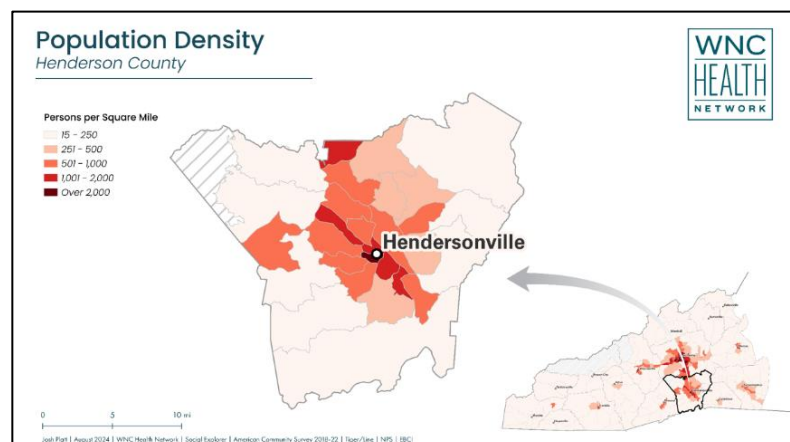 Population Density
Henderson County
WNC
HEALTH
NETWORK
Persons per Square Mile
15 - 250
251 - 500
501 - 1,000
1,001 - 2,000
Over 2,000
Hendersonville
0 5 10 mi
Josh Platt | August 2024 | WNC Health Network | Social Explorer | American Community Survey 2018-22 | Tiger/Line | NPS | EBCI